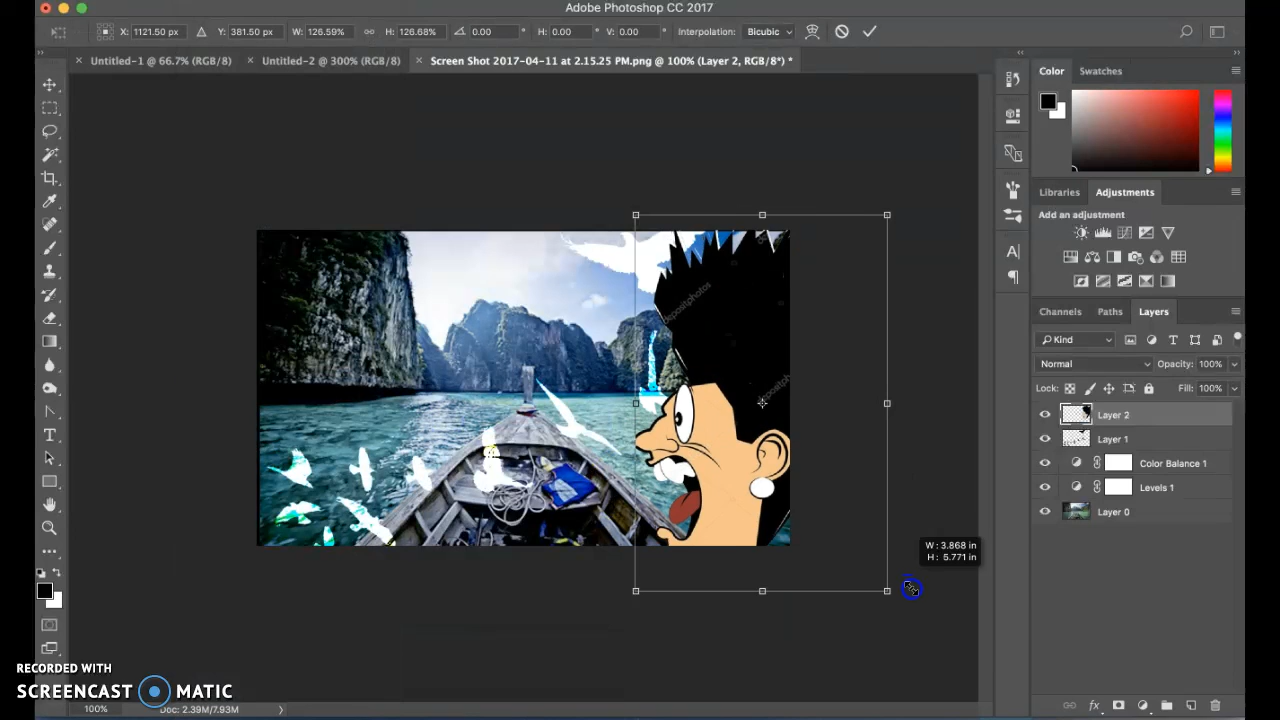 Adobe Photoshop CC 2017
X: 1121.50 px Y: 381.50 px W: 126.59% H: 126.68% 0.00 ° H: 0.00 ° V: 0.00 ° Interpolation: Bicubic
Untitled-1 @ 66.7% (RGB/8) Untitled-2 @ 300% (RGB/8) Screen Shot 2017-04-11 at 2.15.25 PM.png @ 100% (Layer 2, RGB/8*) *
Color Swatches
Libraries Adjustments
Add an adjustment
Channels Paths Layers
Kind
Normal Opacity: 100%
Lock: Fill: 100%
Layer 2
Layer 1
Color Balance 1
Levels 1
Layer 0
depositphotos
W: 3.868 in
H: 5.771 in
RECORDED WITH
SCREENCAST MATIC
100% Doc: 2.39M/7.93M